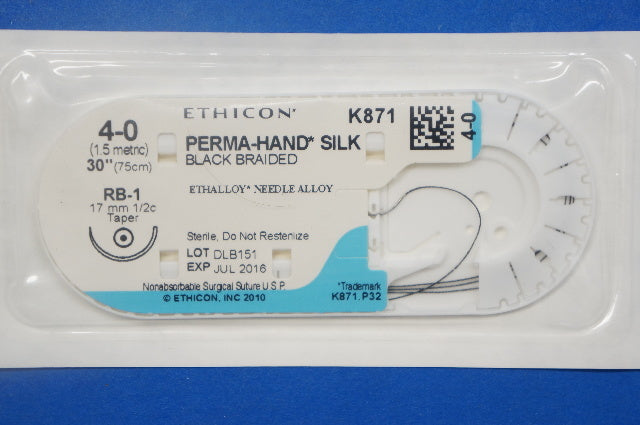 ETHICON*
K871
4-0
(1.5 metric)
30" (75cm)
PERMA-HAND* SILK
BLACK BRAIDED
4-0
ETHALLOY* NEEDLE ALLOY
RB-1
17 mm 1/2c
Taper
Sterile, Do Not Resterilize
LOT DLB151
EXP JUL 2016
Nonabsorbable Surgical Suture U.S.P.
© ETHICON, INC 2010
*Trademark
K871.P32